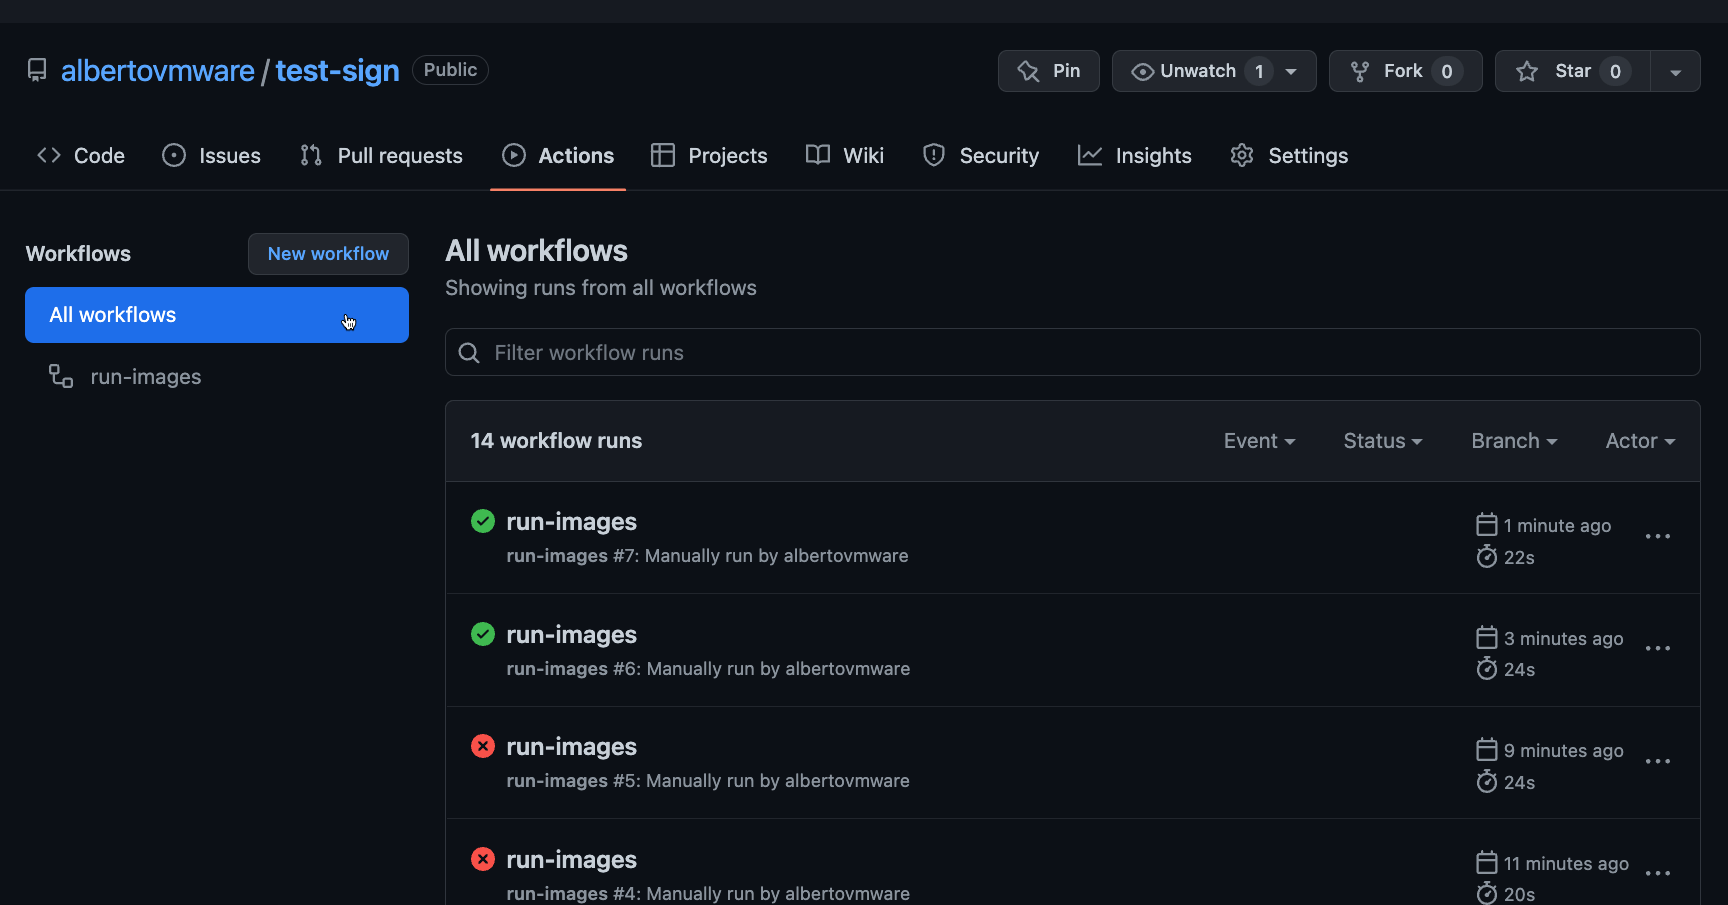 albertovmware / test-sign Public
Pin Unwatch 1 Fork 0 Star 0
Code Issues Pull requests Actions Projects Wiki Security Insights Settings
Workflows New workflow
All workflows
run-images
All workflows
Showing runs from all workflows
Filter workflow runs
14 workflow runs Event Status Branch Actor
run-images
run-images #7: Manually run by albertovmware
1 minute ago
22s
run-images
run-images #6: Manually run by albertovmware
3 minutes ago
24s
run-images
run-images #5: Manually run by albertovmware
9 minutes ago
24s
run-images
run-images #4: Manually run by albertovmware
11 minutes ago
20s